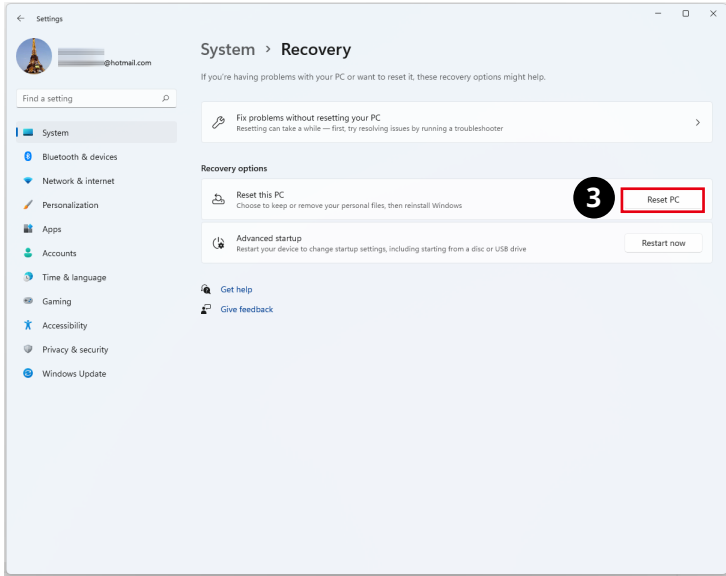 Settings
@hotmail.com
Find a setting
System
Bluetooth & devices
Network & internet
Personalization
Apps
Accounts
Time & language
Gaming
Accessibility
Privacy & security
Windows Update
System > Recovery
If you're having problems with your PC or want to reset it, these recovery options might help.
Fix problems without resetting your PC
Resetting can take a while — first, try resolving issues by running a troubleshooter
Recovery options
Reset this PC
Choose to keep or remove your personal files, then reinstall Windows
3
Reset PC
Advanced startup
Restart your device to change startup settings, including starting from a disc or USB drive
Restart now
Get help
Give feedback